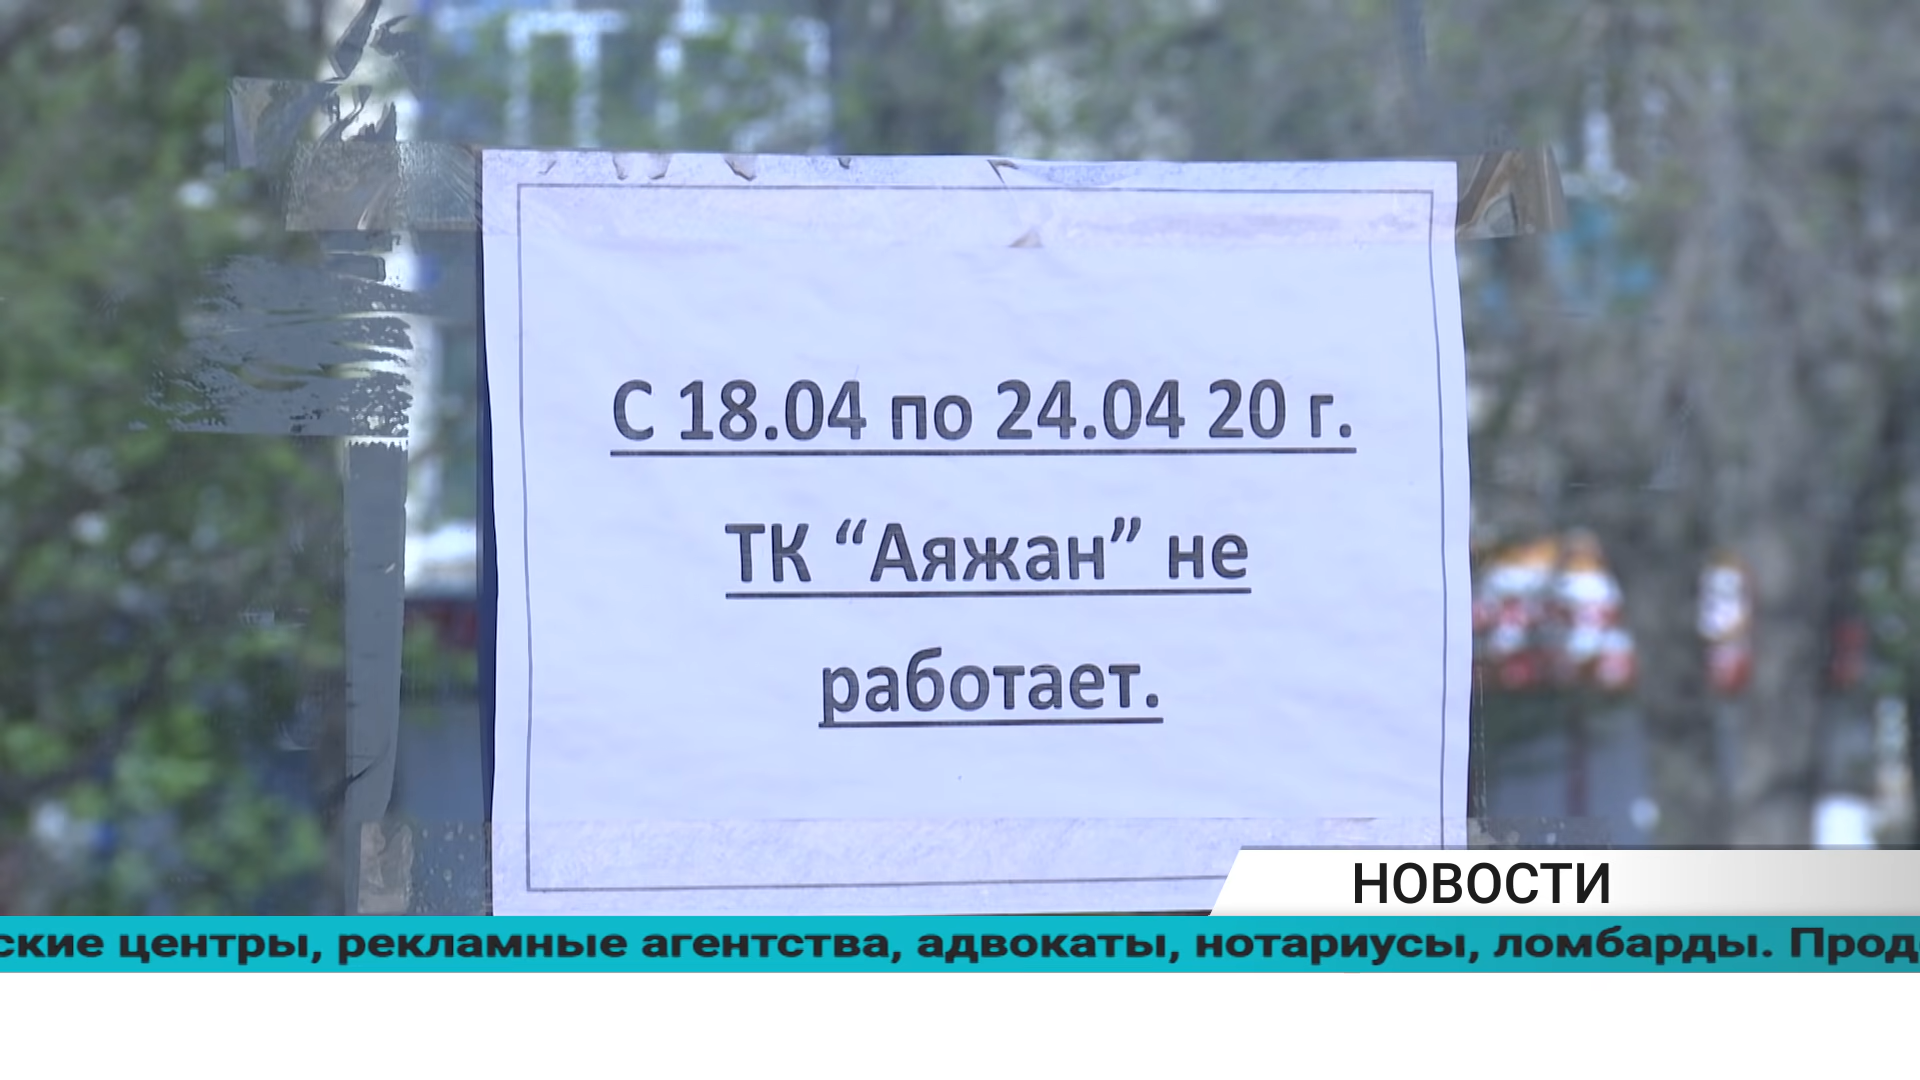 С 18.04 по 24.04 20 г.
ТК “Аяжан” не
работает.
НОВОСТИ
ские центры, рекламные агентства, адвокаты, нотариусы, ломбарды. Прод